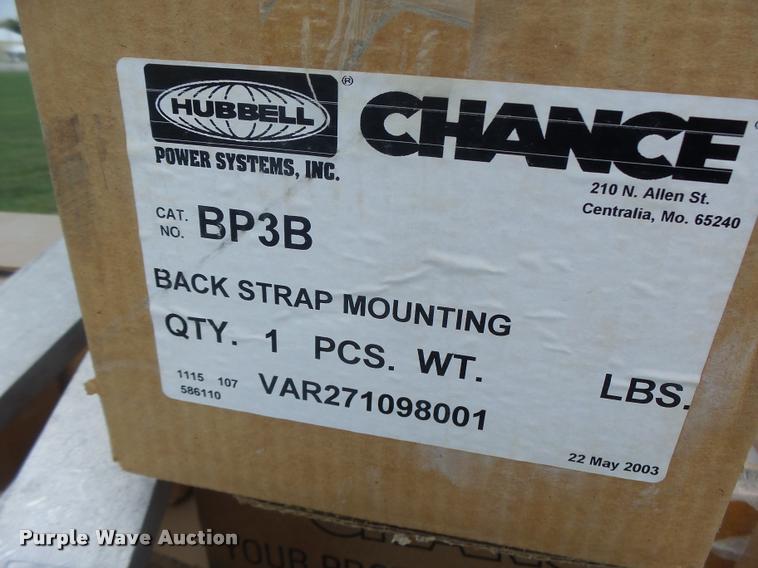 HUBBELL ®
POWER SYSTEMS, INC.
CHANCE
210 N. Allen St.
Centralia, Mo. 65240
CAT. NO. BP3B
BACK STRAP MOUNTING
QTY. 1 PCS. WT. LBS.
1115 107
586110
VAR271098001
22 May 2003
YOUR
Purple Wave Auction